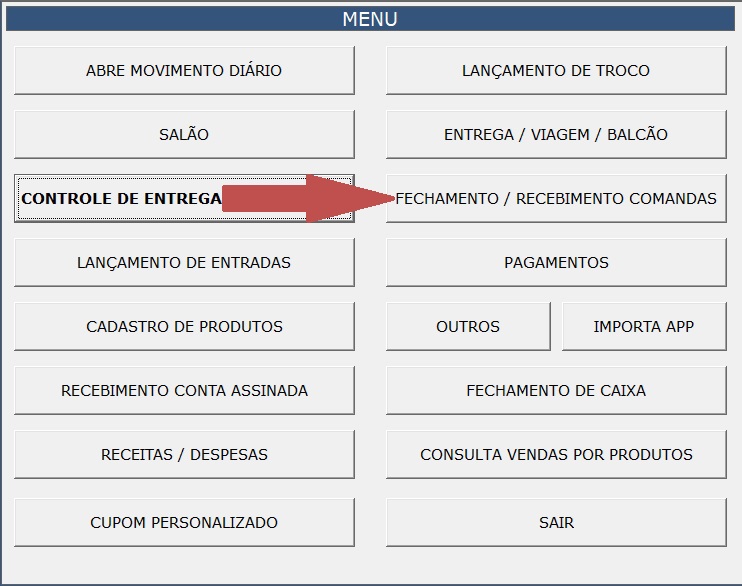 MENU
ABRE MOVIMENTO DIÁRIO
LANÇAMENTO DE TROCO
SALÃO
ENTREGA / VIAGEM / BALCÃO
CONTROLE DE ENTREGA
FECHAMENTO / RECEBIMENTO COMANDAS
LANÇAMENTO DE ENTRADAS
PAGAMENTOS
CADASTRO DE PRODUTOS
OUTROS
IMPORTA APP
RECEBIMENTO CONTA ASSINADA
FECHAMENTO DE CAIXA
RECEITAS / DESPESAS
CONSULTA VENDAS POR PRODUTOS
CUPOM PERSONALIZADO
SAIR